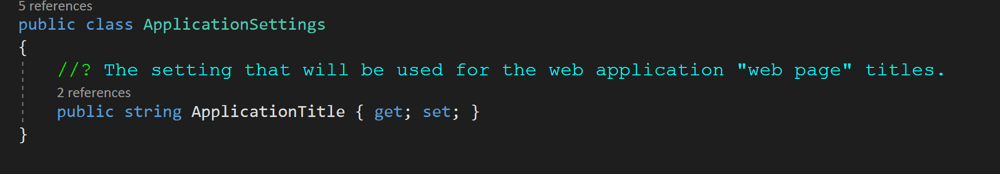 5 references
public class ApplicationSettings
{
//? The setting that will be used for the web application "web page" titles.
2 references
public string ApplicationTitle { get; set; }
}